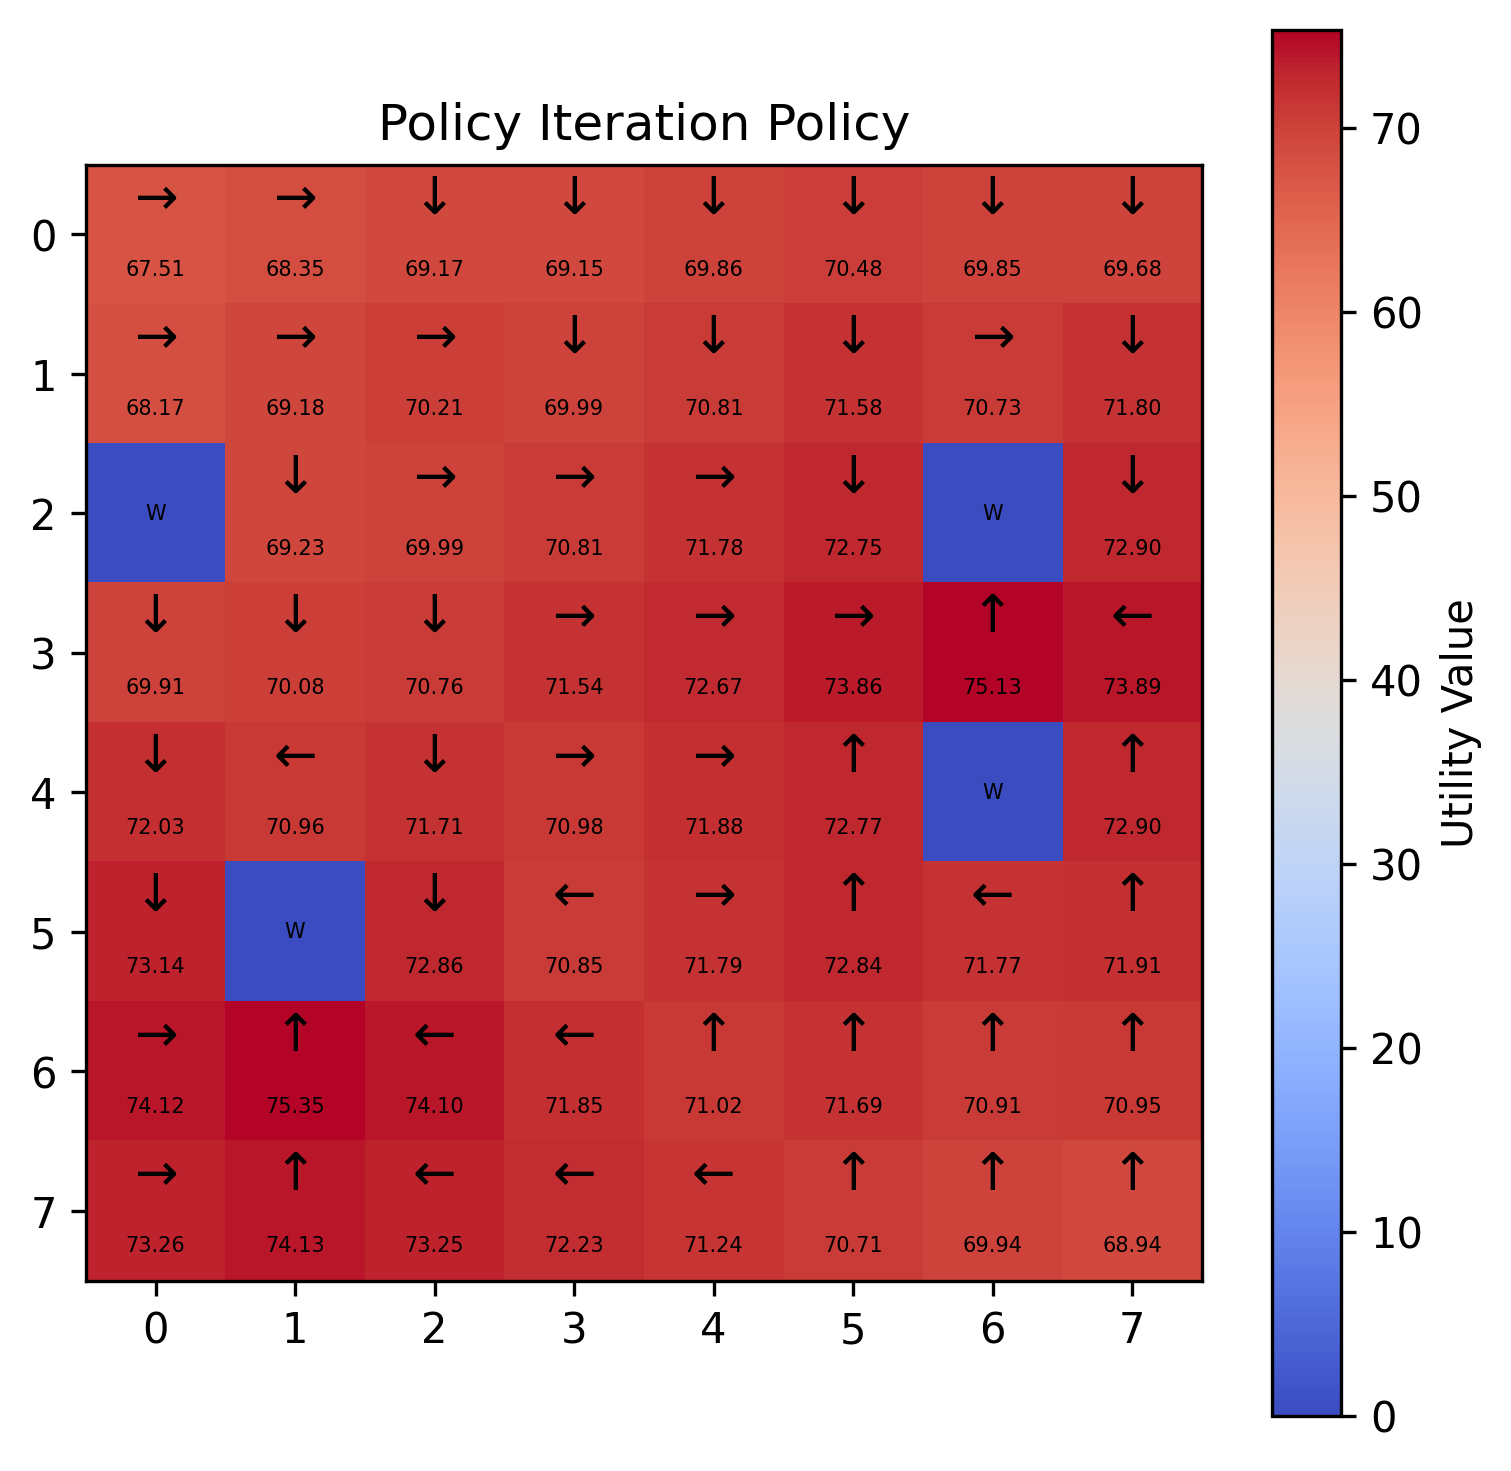 Policy Iteration Policy
→ → ↓ ↓ ↓ ↓ ↓ ↓
0 67.51 68.35 69.17 69.15 69.86 70.48 69.85 69.68
→ → → ↓ ↓ ↓ → ↓
1 68.17 69.18 70.21 69.99 70.81 71.58 70.73 71.80
↓ → → → ↓ ↓
2 W 69.23 69.99 70.81 71.78 72.75 W 72.90
↓ ↓ ↓ → → → ↑ ←
3 69.91 70.08 70.76 71.54 72.67 73.86 75.13 73.89
↓ ← ↓ → → ↑ ↑
4 72.03 70.96 71.71 70.98 71.88 72.77 W 72.90
↓ ↓ ← → ↑ ← ↑
5 73.14 W 72.86 70.85 71.79 72.84 71.77 71.91
→ ↑ ← ← ↑ ↑ ↑ ↑
6 74.12 75.35 74.10 71.85 71.02 71.69 70.91 70.95
→ ↑ ← ← ← ↑ ↑ ↑
7 73.26 74.13 73.25 72.23 71.24 70.71 69.94 68.94
0 1 2 3 4 5 6 7
70
60
50
40
30
20
10
0
Utility Value